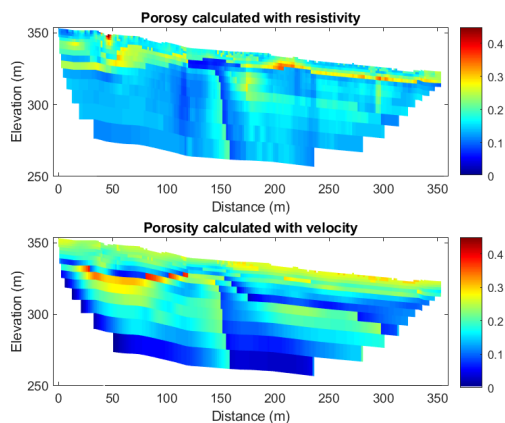 Porosy calculated with resistivity
350
300
250
Elevation (m)
0 50 100 150 200 250 300 350
Distance (m)
0.4
0.3
0.2
0.1
0
Porosity calculated with velocity
350
300
250
Elevation (m)
0 50 100 150 200 250 300 350
Distance (m)
0.4
0.3
0.2
0.1
0